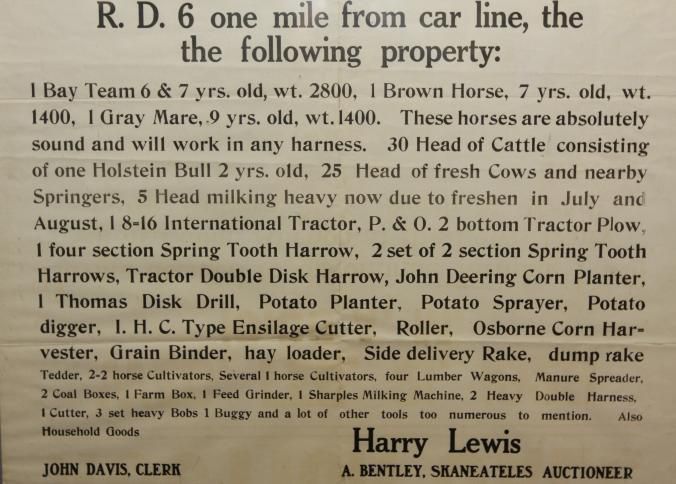 R. D. 6 one mile from car line, the
the following property:
1 Bay Team 6 & 7 yrs. old, wt. 2800, 1 Brown Horse, 7 yrs. old, wt.
1400, 1 Gray Mare, 9 yrs. old, wt. 1400. These horses are absolutely
sound and will work in any harness. 30 Head of Cattle consisting
of one Holstein Bull 2 yrs. old, 25 Head of fresh Cows and nearby
Springers, 5 Head milking heavy now due to freshen in July and
August, 1 8-16 International Tractor, P. & O. 2 bottom Tractor Plow,
1 four section Spring Tooth Harrow, 2 set of 2 section Spring Tooth
Harrows, Tractor Double Disk Harrow, John Deering Corn Planter,
1 Thomas Disk Drill, Potato Planter, Potato Sprayer, Potato
digger, I. H. C. Type Ensilage Cutter, Roller, Osborne Corn Har-
vester, Grain Binder, hay loader, Side delivery Rake, dump rake
Tedder, 2-2 horse Cultivators, Several 1 horse Cultivators, four Lumber Wagons, Manure Spreader,
2 Coal Boxes, 1 Farm Box, 1 Feed Grinder, 1 Sharples Milking Machine, 2 Heavy Double Harness,
1 Cutter, 3 set heavy Bobs 1 Buggy and a lot of other tools too numerous to mention. Also
Household Goods
Harry Lewis
JOHN DAVIS, CLERK A. BENTLEY, SKANEATELES AUCTIONEER